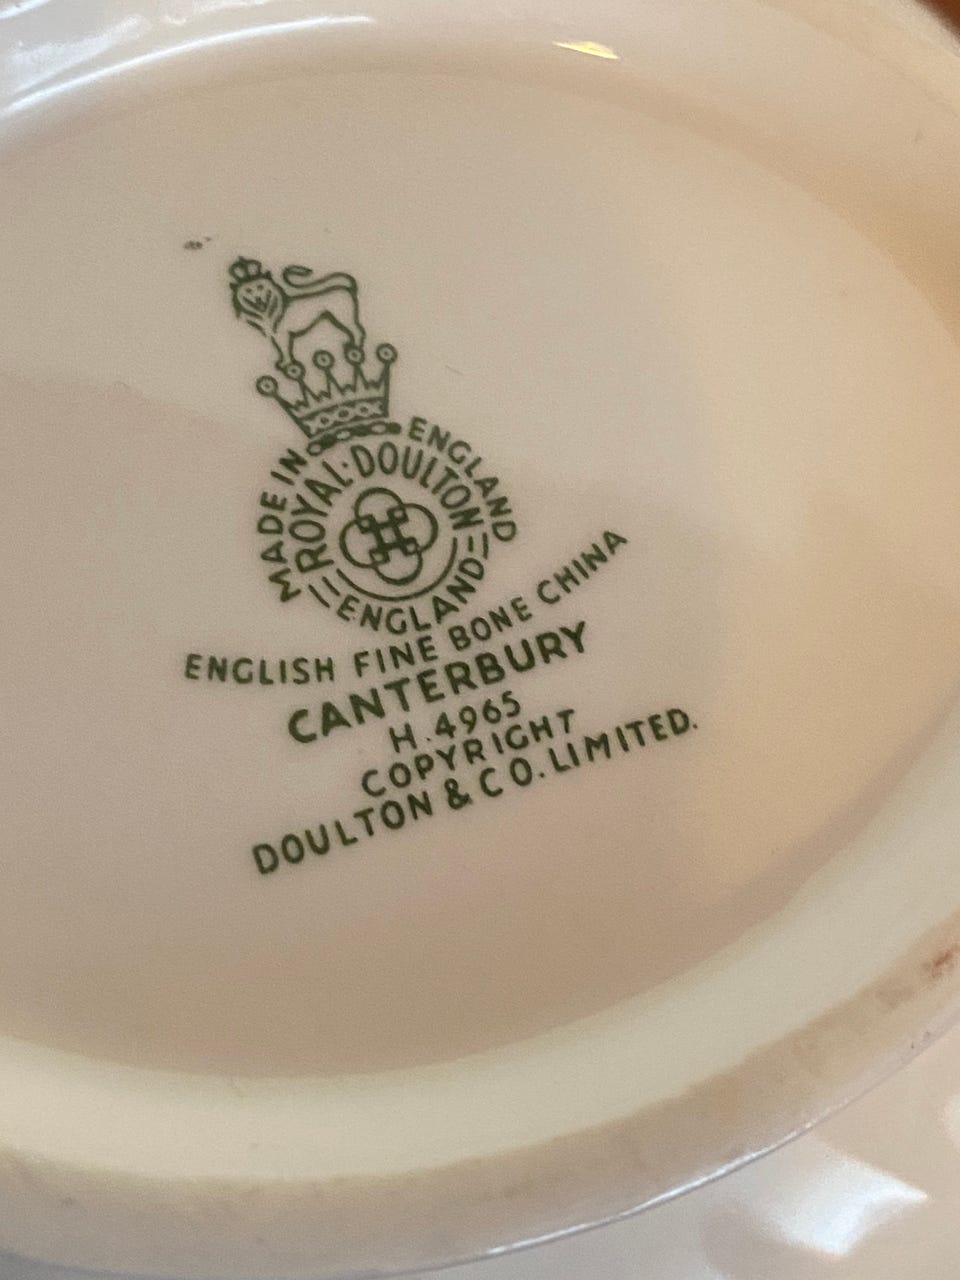 MADE IN ENGLAND
ROYAL·DOULTON
ENGLAND
ENGLISH FINE BONE CHINA
CANTERBURY
H.4965
COPYRIGHT
DOULTON & CO. LIMITED.